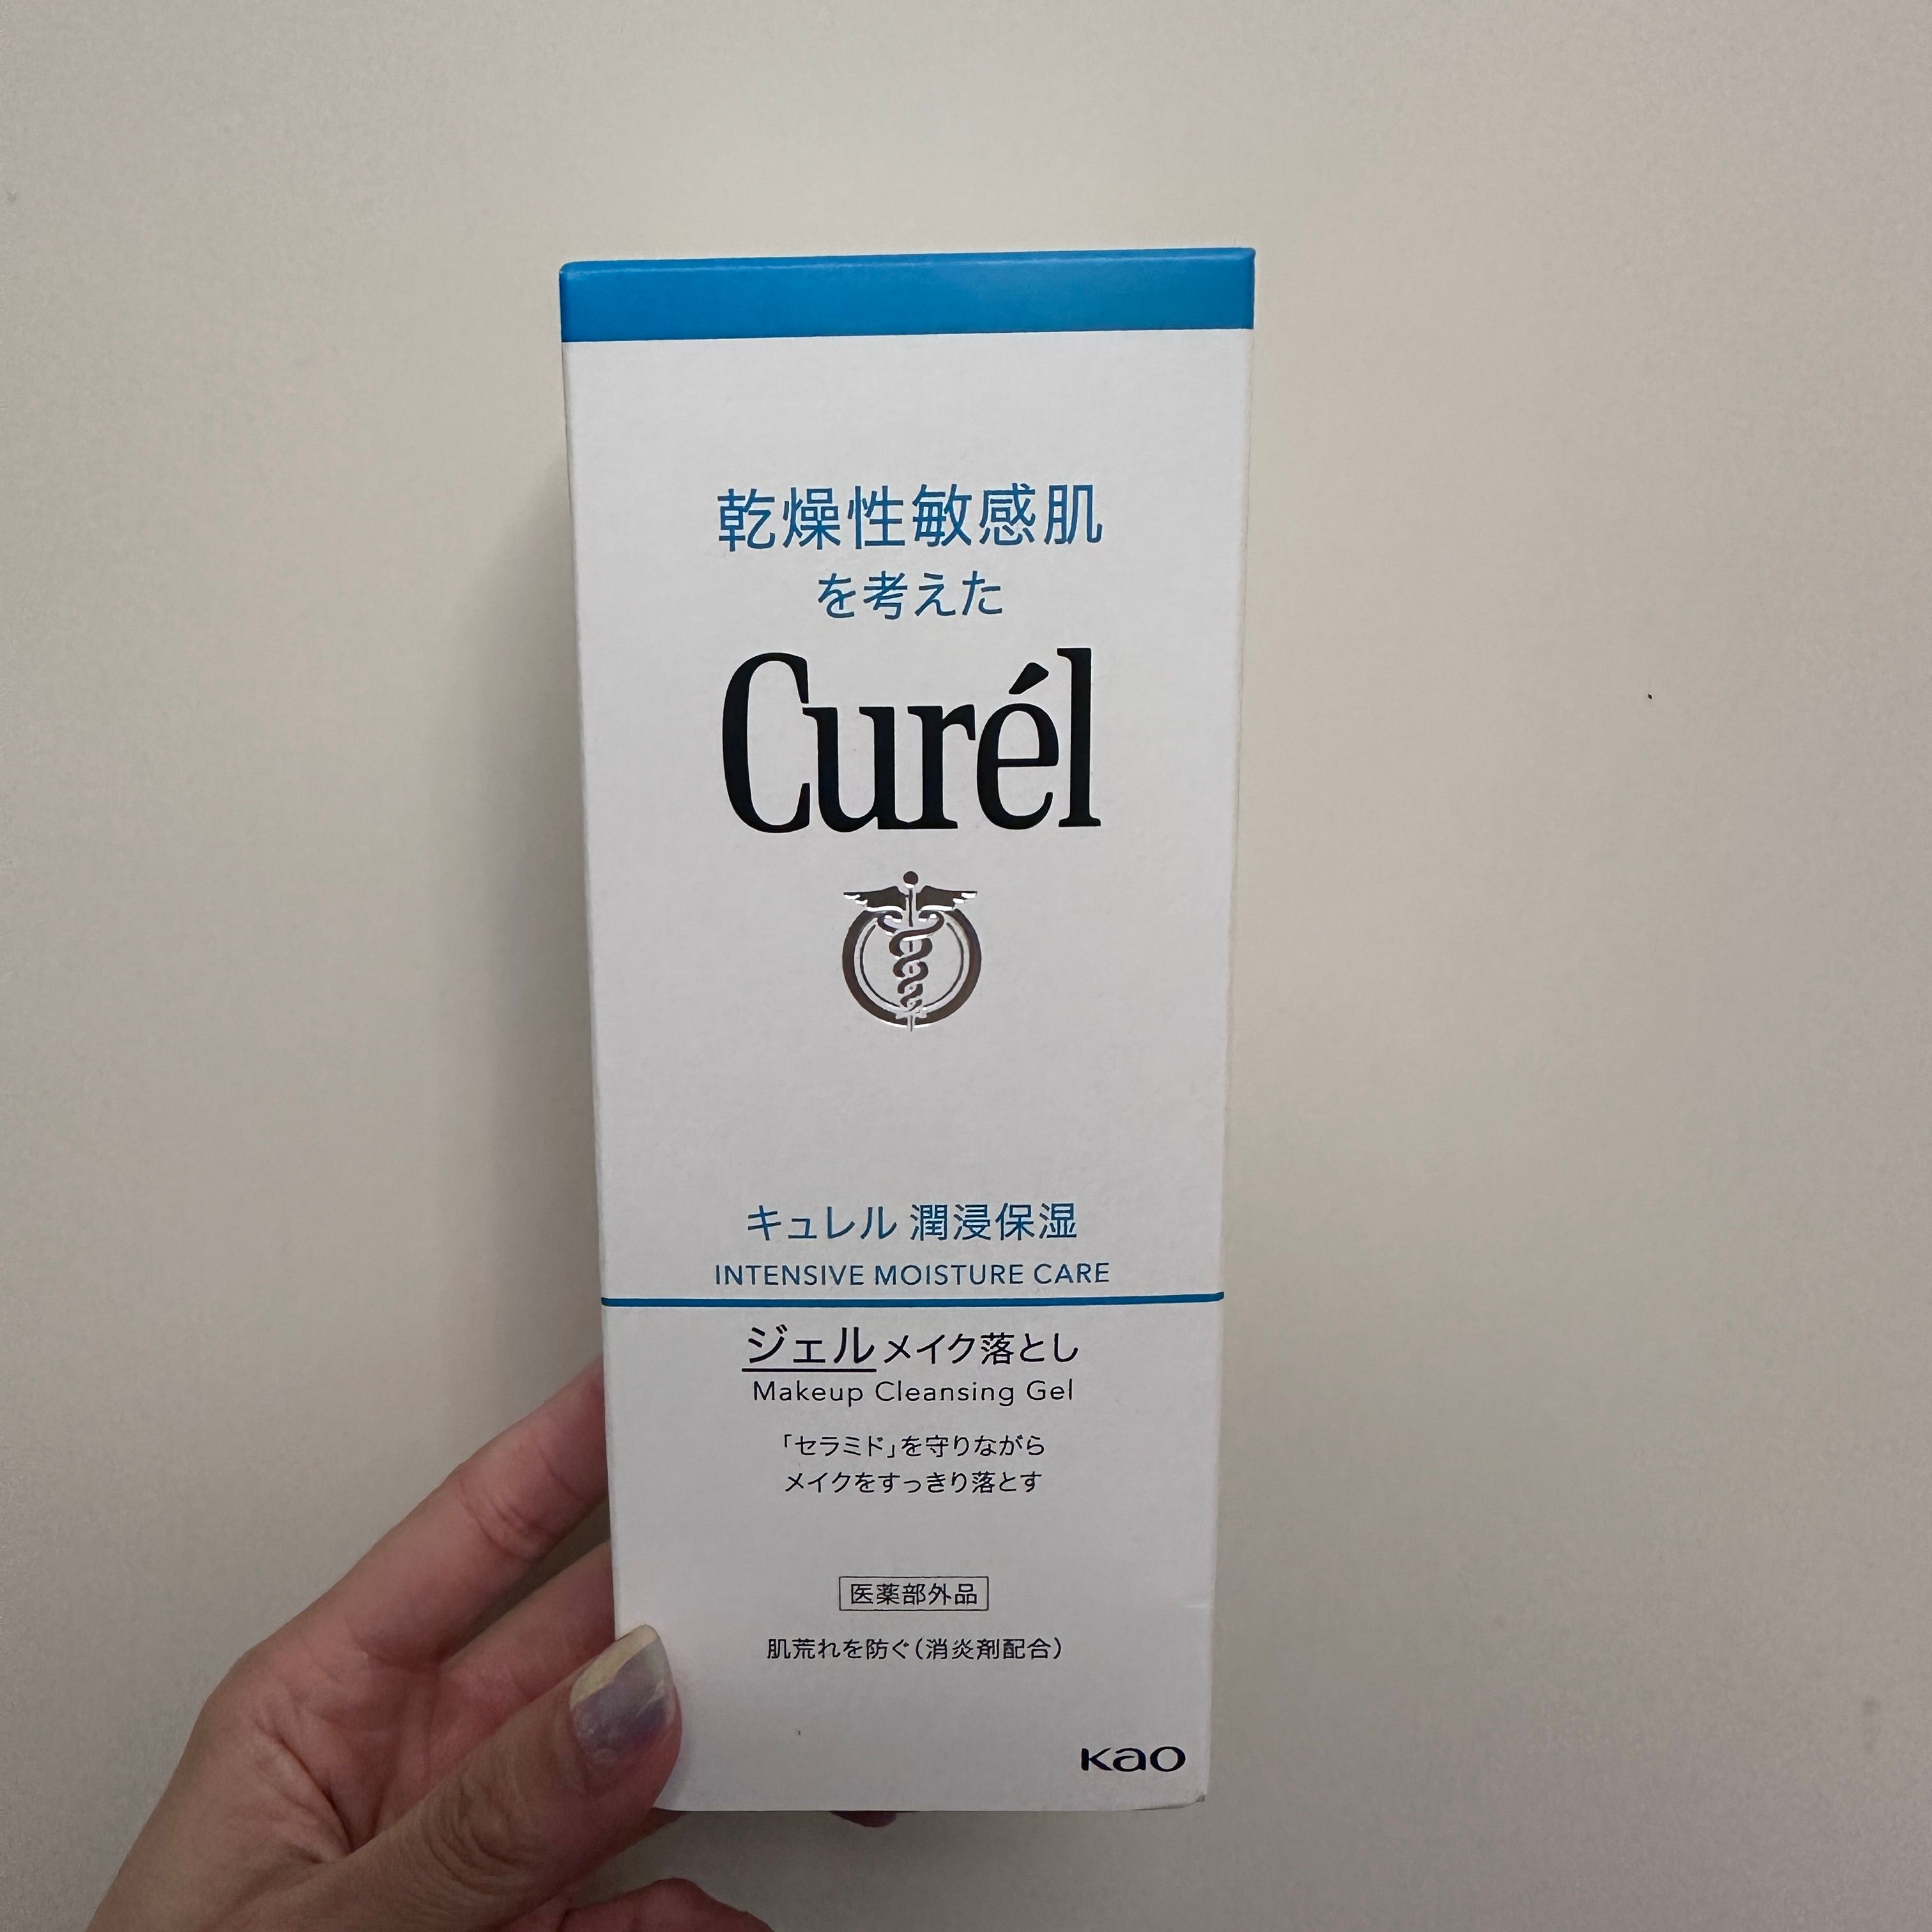 乾燥性敏感肌
を考えた
Curél
キュレル 潤浸保湿
INTENSIVE MOISTURE CARE
ジェルメイク落とし
Makeup Cleansing Gel
「セラミド」を守りながら
メイクをすっきり落とす
医薬部外品
肌荒れを防ぐ(消炎剤配合)
Kao